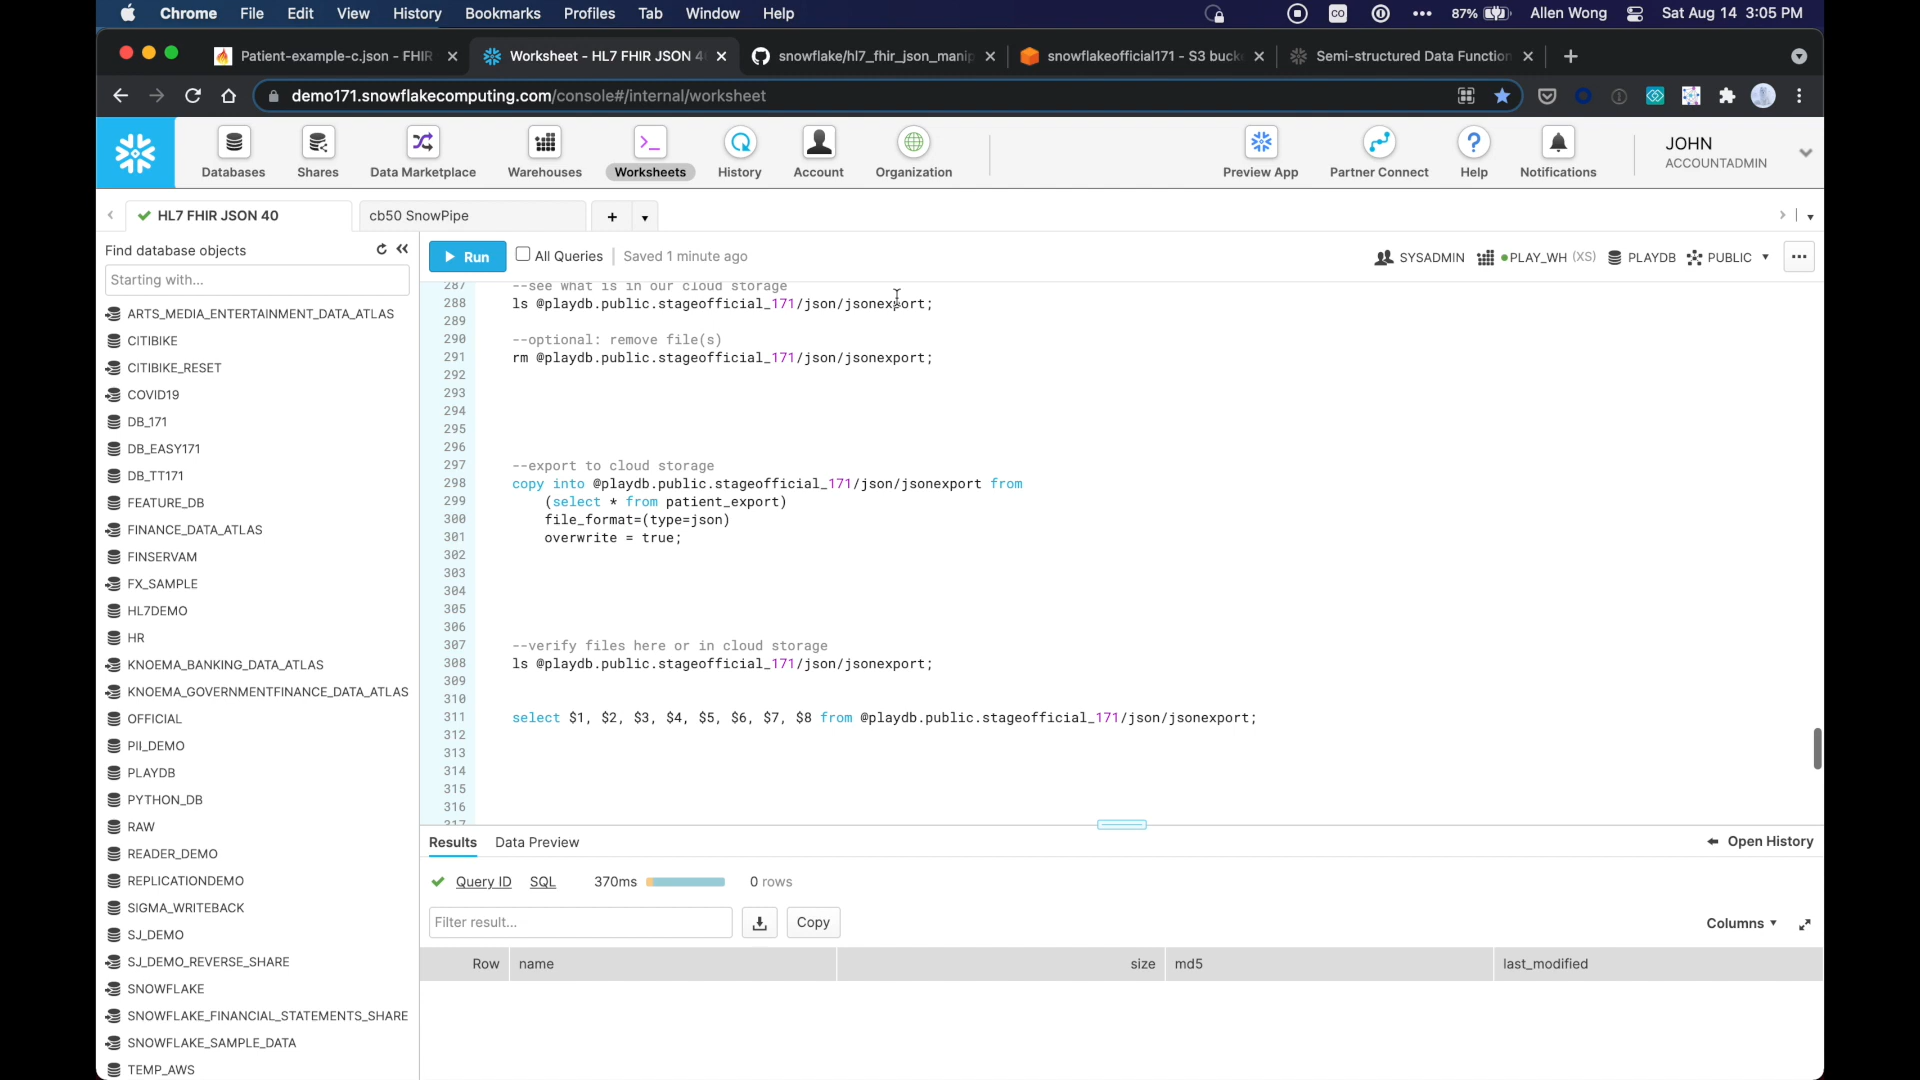 Chrome File Edit View History Bookmarks Profiles Tab Window Help 87% Allen Wong Sat Aug 14 3:05 PM
Patient-example-c.json - FHIR Worksheet - HL7 FHIR JSON 4 snowflake/hl7_fhir_json_manip snowflakeofficial171 - S3 buck Semi-structured Data Function
demo171.snowflakecomputing.com/console#/internal/worksheet
Databases Shares Data Marketplace Warehouses Worksheets History Account Organization Preview App Partner Connect Help Notifications
JOHN
ACCOUNTADMIN
HL7 FHIR JSON 40 cb50 SnowPipe
Find database objects
Starting with...
ARTS_MEDIA_ENTERTAINMENT_DATA_ATLAS
CITIBIKE
CITIBIKE_RESET
COVID19
DB_171
DB_EASY171
DB_TT171
FEATURE_DB
FINANCE_DATA_ATLAS
FINSERVAM
FX_SAMPLE
HL7DEMO
HR
KNOEMA_BANKING_DATA_ATLAS
KNOEMA_GOVERNMENTFINANCE_DATA_ATLAS
OFFICIAL
PII_DEMO
PLAYDB
PYTHON_DB
RAW
READER_DEMO
REPLICATIONDEMO
SIGMA_WRITEBACK
SJ_DEMO
SJ_DEMO_REVERSE_SHARE
SNOWFLAKE
SNOWFLAKE_FINANCIAL_STATEMENTS_SHARE
SNOWFLAKE_SAMPLE_DATA
TEMP_AWS
Run All Queries Saved 1 minute ago SYSADMIN PLAY_WH (XS) PLAYDB PUBLIC
287 --see what is in our cloud storage
288 ls @playdb.public.stageofficial_171/json/jsonexport;
289
290 --optional: remove file(s)
291 rm @playdb.public.stageofficial_171/json/jsonexport;
292
293
294
295
296
297 --export to cloud storage
298 copy into @playdb.public.stageofficial_171/json/jsonexport from
299 (select * from patient_export)
300 file_format=(type=json)
301 overwrite = true;
302
303
304
305
306
307 --verify files here or in cloud storage
308 ls @playdb.public.stageofficial_171/json/jsonexport;
309
310
311 select $1, $2, $3, $4, $5, $6, $7, $8 from @playdb.public.stageofficial_171/json/jsonexport;
312
313
314
315
316
317
Results Data Preview Open History
Query ID SQL 370ms 0 rows
Filter result... Copy Columns
Row name size md5 last_modified